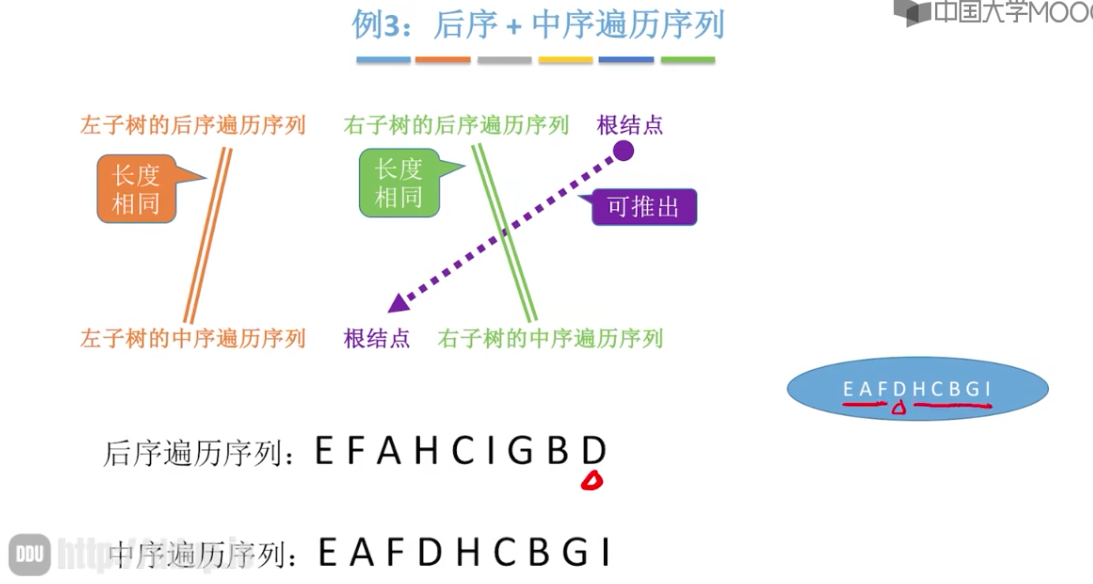 例3：后序 + 中序遍历序列
中国大学MOO
左子树的后序遍历序列 右子树的后序遍历序列 根结点
长度
相同
长度
相同
可推出
左子树的中序遍历序列 根结点 右子树的中序遍历序列
E A F D H C B G I
后序遍历序列：E F A H C I G B D
中序遍历序列：E A F D H C B G I
DDU